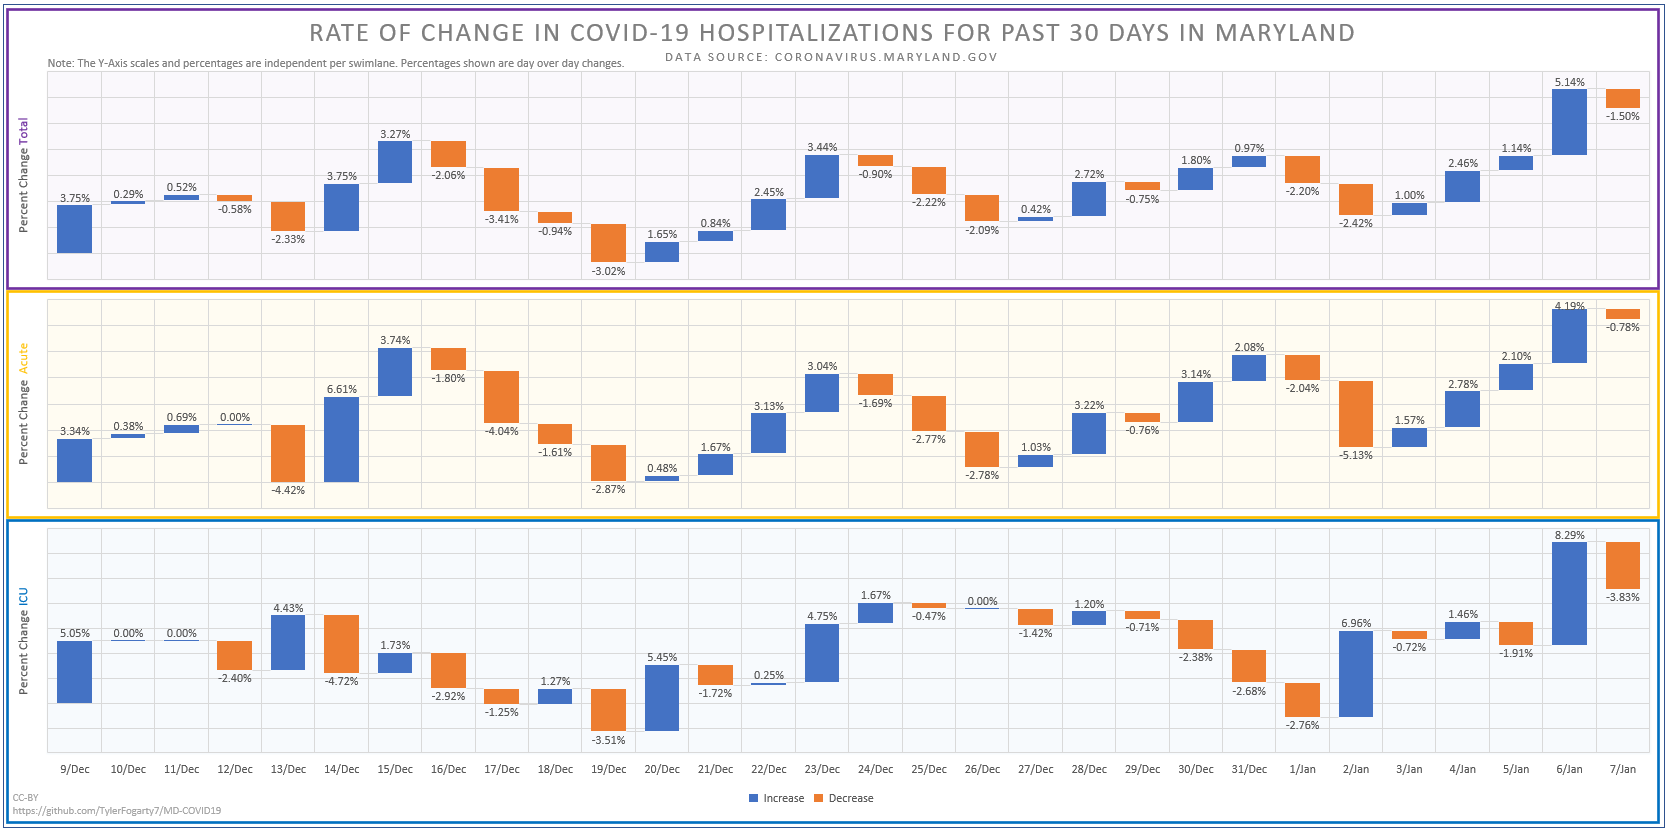 RATE OF CHANGE IN COVID-19 HOSPITALIZATIONS FOR PAST 30 DAYS IN MARYLAND
DATA SOURCE: CORONAVIRUS.MARYLAND.GOV
Note: The Y-Axis scales and percentages are independent per swimlane. Percentages shown are day over day changes.
Percent Change Total
3.75% 0.29% 0.52% -0.58% -2.33% 3.75% 3.27% -2.06% -3.41% -0.94% -3.02% 1.65% 0.84% 2.45% 3.44% -0.90% -2.22% -2.09% 0.42% 2.72% -0.75% 1.80% 0.97% -2.20% -2.42% 1.00% 2.46% 1.14% 5.14% -1.50%
Percent Change Acute
3.34% 0.38% 0.69% 0.00% -4.42% 6.61% 3.74% -1.80% -4.04% -1.61% -2.87% 0.48% 1.67% 3.13% 3.04% -1.69% -2.77% -2.78% 1.03% 3.22% -0.76% 3.14% 2.08% -2.04% -5.13% 1.57% 2.78% 2.10% 4.19% -0.78%
Percent Change ICU
5.05% 0.00% 0.00% -2.40% 4.43% -4.72% 1.73% -2.92% -1.25% 1.27% -3.51% 5.45% -1.72% 0.25% 4.75% 1.67% -0.47% 0.00% -1.42% 1.20% -0.71% -2.38% -2.68% -2.76% 6.96% -0.72% 1.46% -1.91% 8.29% -3.83%
9/Dec 10/Dec 11/Dec 12/Dec 13/Dec 14/Dec 15/Dec 16/Dec 17/Dec 18/Dec 19/Dec 20/Dec 21/Dec 22/Dec 23/Dec 24/Dec 25/Dec 26/Dec 27/Dec 28/Dec 29/Dec 30/Dec 31/Dec 1/Jan 2/Jan 3/Jan 4/Jan 5/Jan 6/Jan 7/Jan
Increase Decrease
CC-BY
https://github.com/TylerFogarty7/MD-COVID19